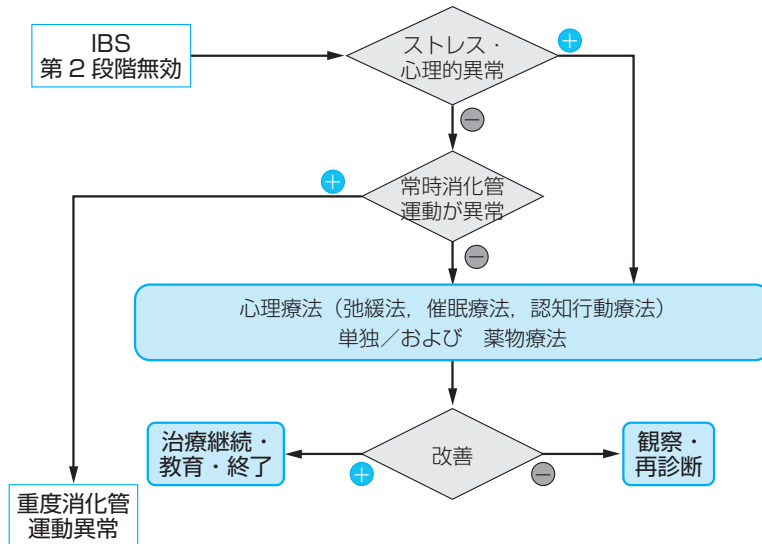 IBS
第2段階無効
ストレス・
心理的異常
+
−
常時消化管
運動が異常
+
−
心理療法（弛緩法，催眠療法，認知行動療法）
単独／および　薬物療法
改善
+
−
治療継続・
教育・終了
観察・
再診断
重度消化管
運動異常